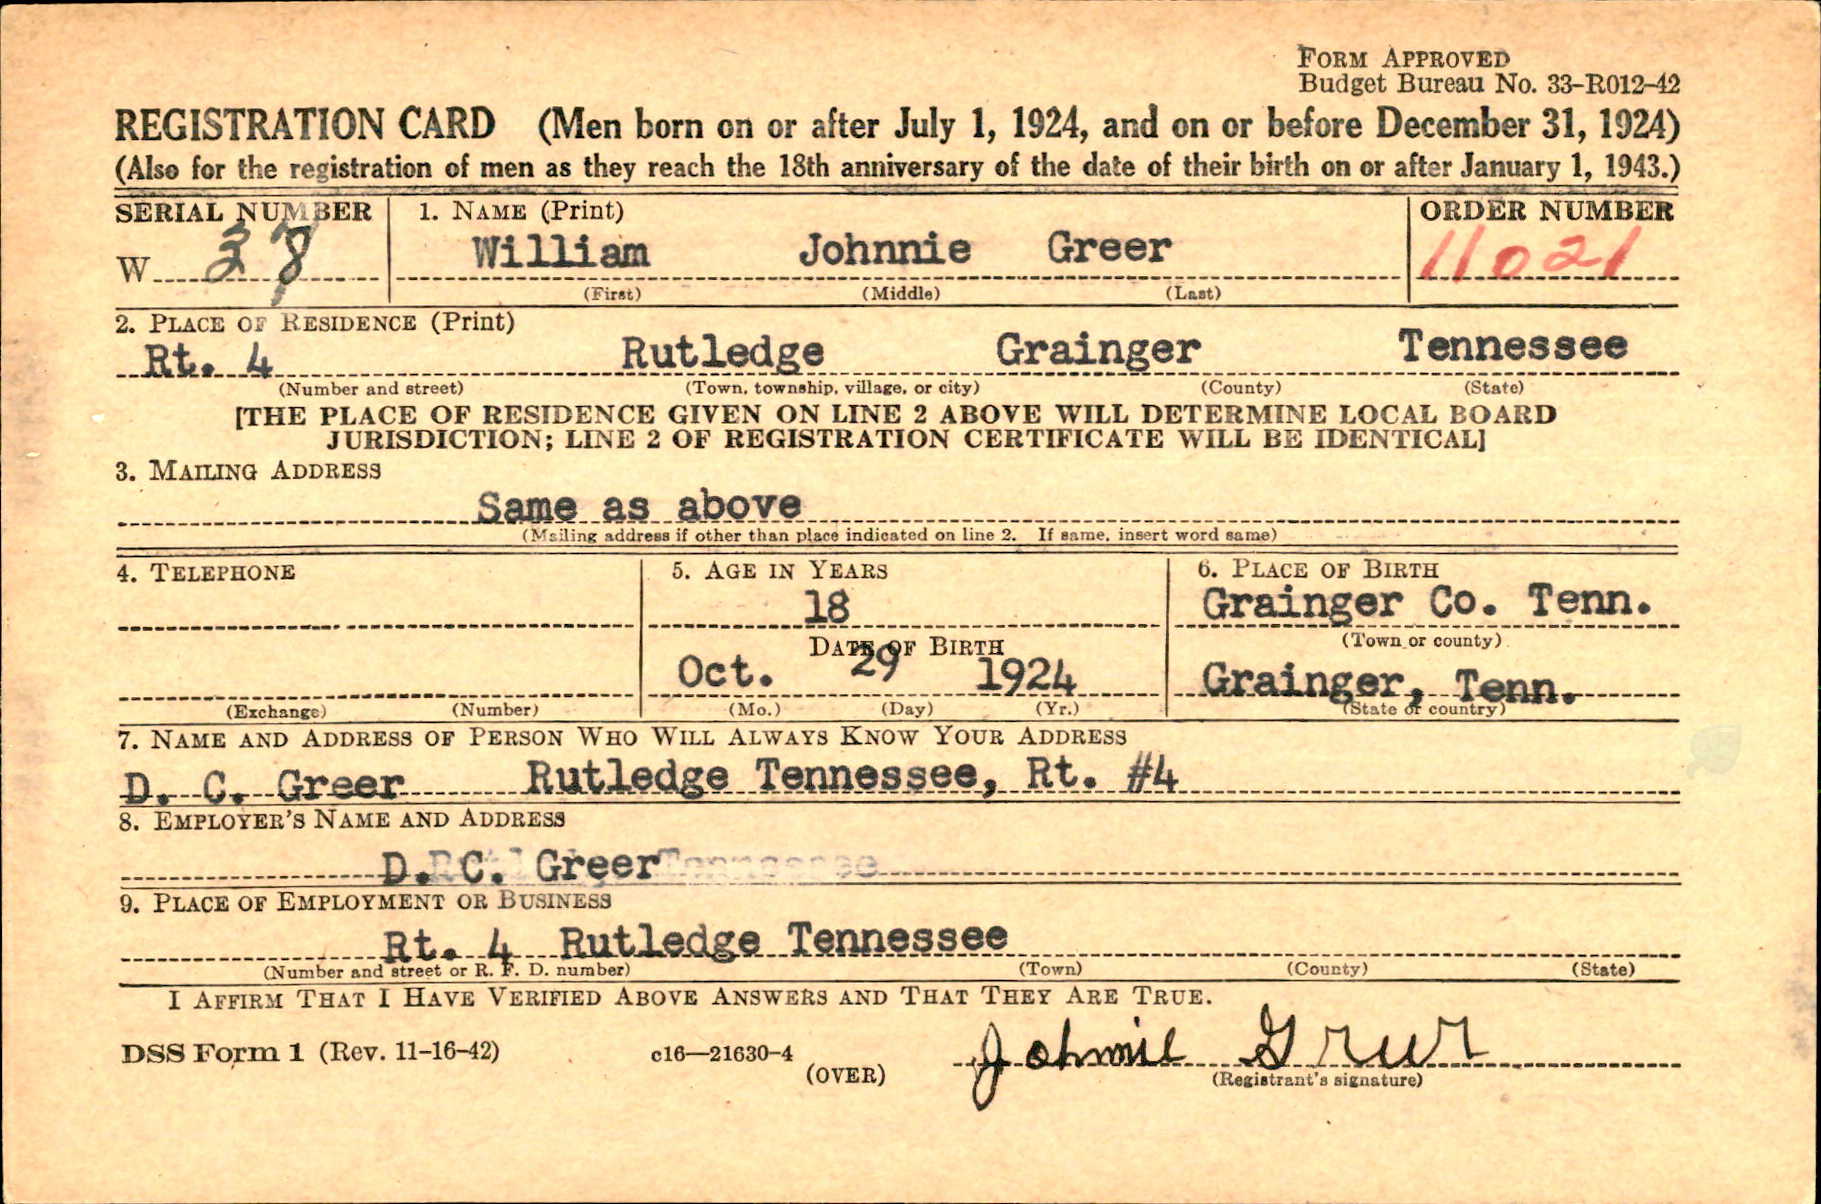 FORM APPROVED
Budget Bureau No. 33-R012-42
REGISTRATION CARD (Men born on or after July 1, 1924, and on or before December 31, 1924)
(Also for the registration of men as they reach the 18th anniversary of the date of their birth on or after January 1, 1943.)
SERIAL NUMBER 1. NAME (Print) ORDER NUMBER
W 38 William Johnnie Greer 11021
(First) (Middle) (Last)
2. PLACE OF RESIDENCE (Print)
Rt. 4 Rutledge Grainger Tennessee
(Number and street) (Town, township, village, or city) (County) (State)
[THE PLACE OF RESIDENCE GIVEN ON LINE 2 ABOVE WILL DETERMINE LOCAL BOARD
JURISDICTION; LINE 2 OF REGISTRATION CERTIFICATE WILL BE IDENTICAL]
3. MAILING ADDRESS
Same as above
(Mailing address if other than place indicated on line 2. If same, insert word same)
4. TELEPHONE 5. AGE IN YEARS 6. PLACE OF BIRTH
18 Grainger Co. Tenn.
DATE OF BIRTH (Town or county)
Oct. 29 1924 Grainger, Tenn.
(Exchange) (Number) (Mo.) (Day) (Yr.) (State or country)
7. NAME AND ADDRESS OF PERSON WHO WILL ALWAYS KNOW YOUR ADDRESS
D. C. Greer Rutledge Tennessee, Rt. #4
8. EMPLOYER'S NAME AND ADDRESS
D. C. Greer Tennessee
9. PLACE OF EMPLOYMENT OR BUSINESS
Rt. 4 Rutledge Tennessee
(Number and street or R. F. D. number) (Town) (County) (State)
I AFFIRM THAT I HAVE VERIFIED ABOVE ANSWERS AND THAT THEY ARE TRUE.
DSS Form 1 (Rev. 11-16-42) c16—21630-4 Johnnie Greer
(OVER) (Registrant's signature)